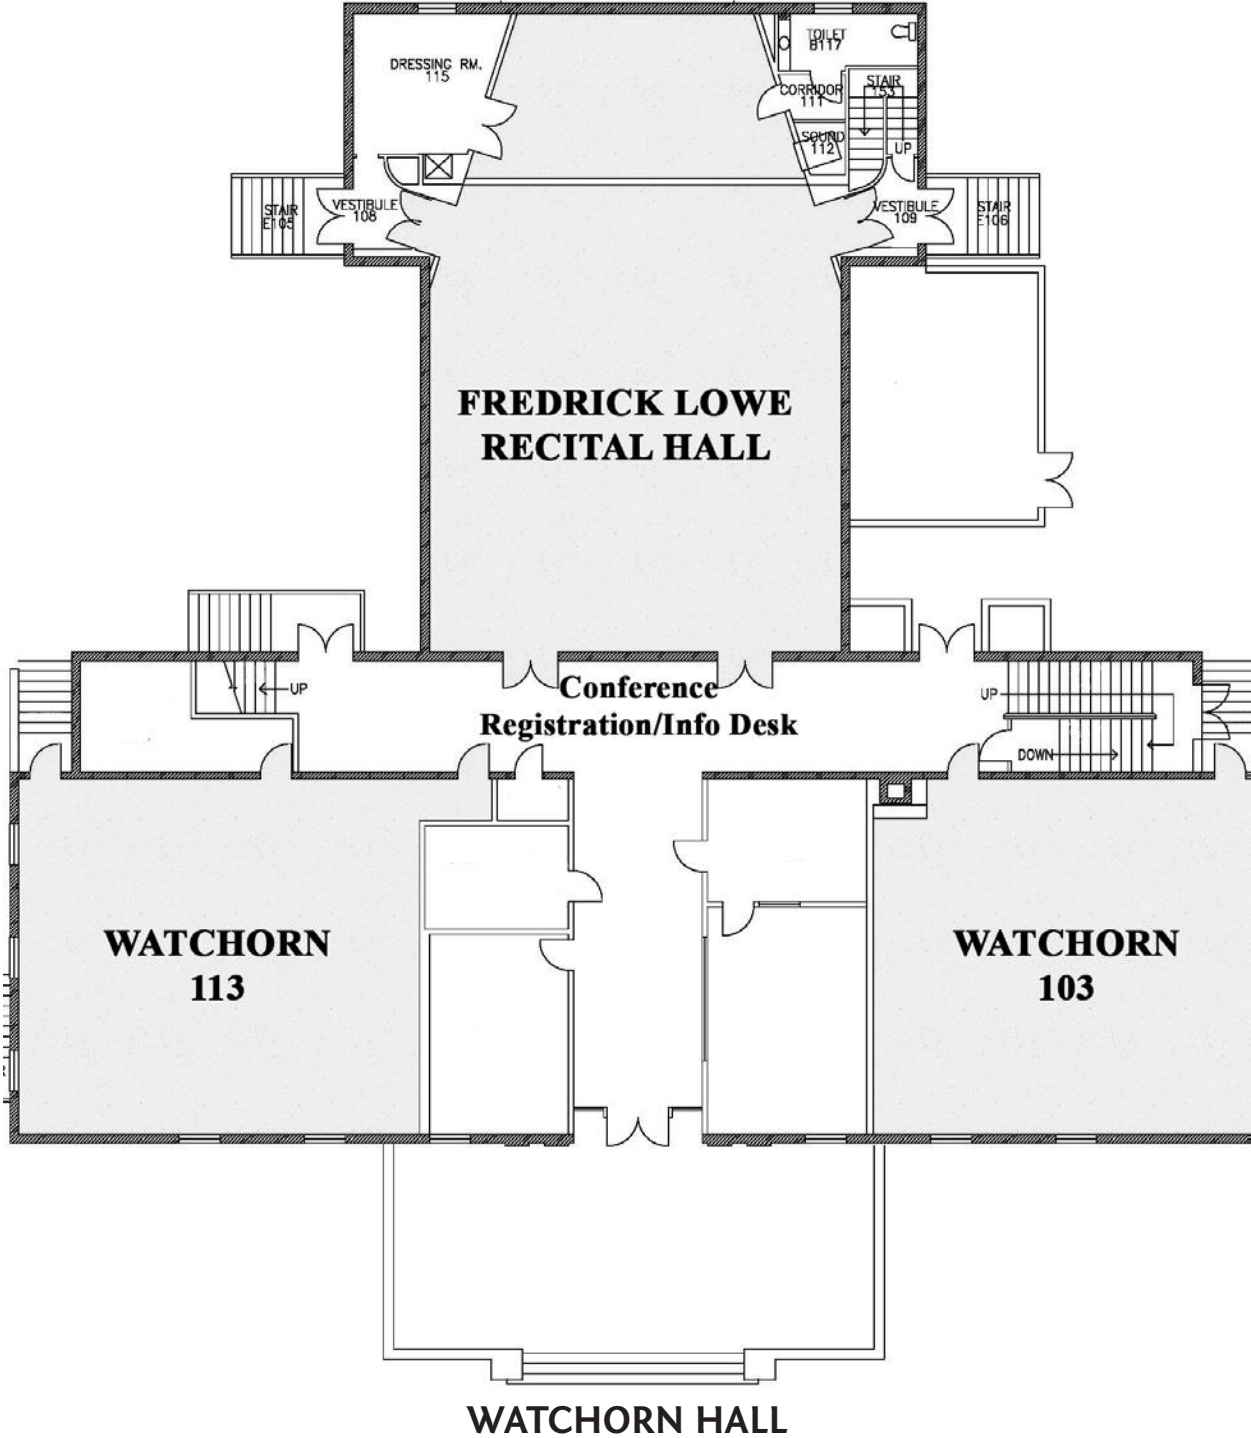 TOILET
B117
DRESSING RM.
115
STAIR
153
CORRIDOR
111
SOUND
112
UP
STAIR
E105
VESTIBULE
108
VESTIBULE
109
STAIR
E106
FREDRICK LOWE
RECITAL HALL
UP
Conference
Registration/Info Desk
UP
DOWN
WATCHORN
113
WATCHORN
103
WATCHORN HALL